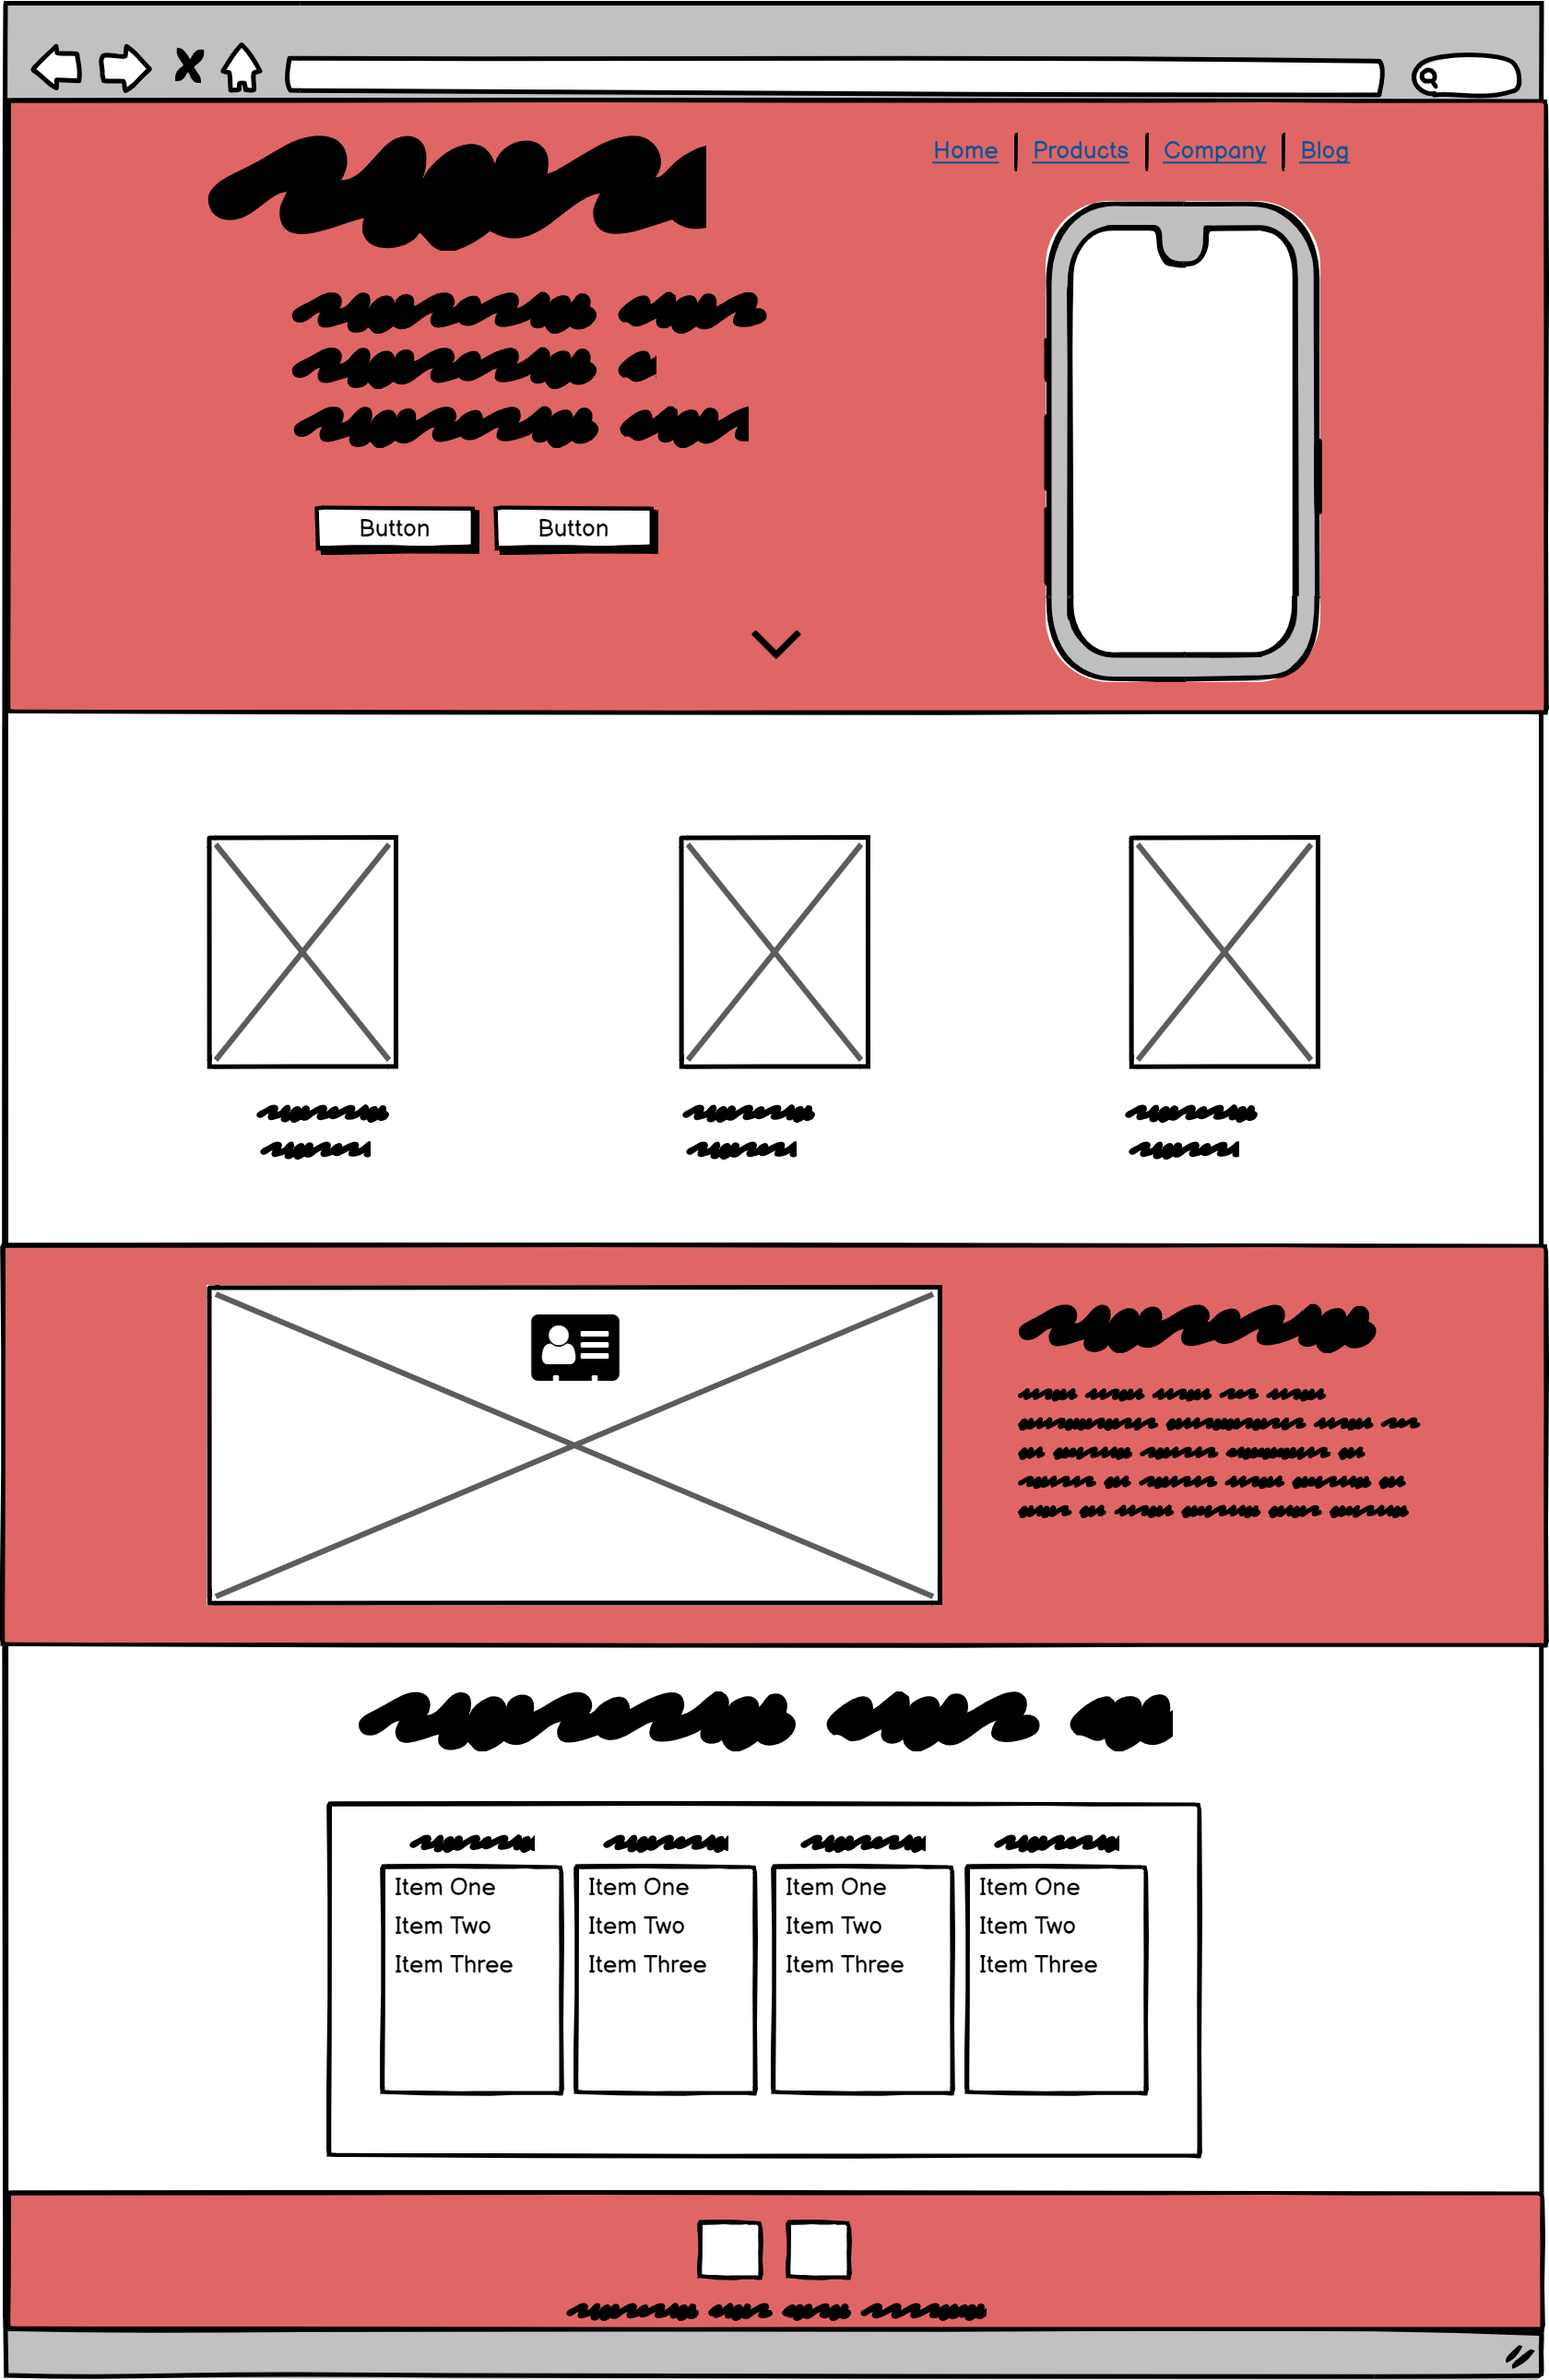 Home Products Company Blog
Button Button
Item One Item One Item One Item One
Item Two Item Two Item Two Item Two
Item Three Item Three Item Three Item Three